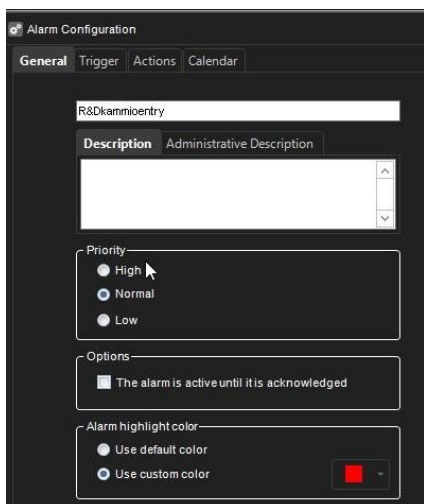 Alarm Configuration
General Trigger Actions Calendar
R&Dkammioentry
Description Administrative Description
Priority
High
Normal
Low
Options
The alarm is active until it is acknowledged
Alarm highlight color
Use default color
Use custom color